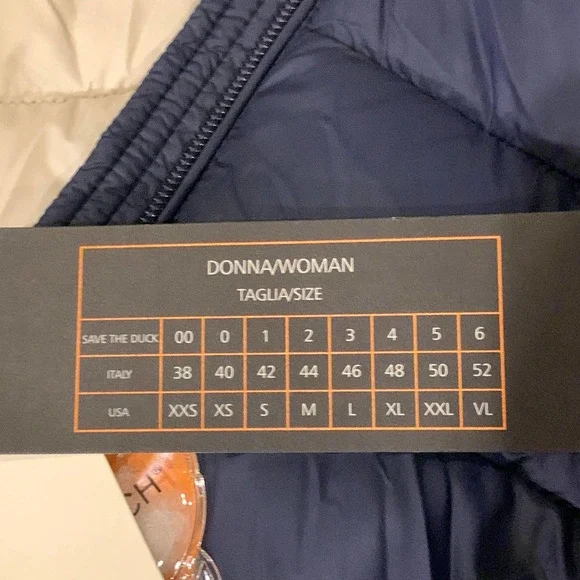 DONNA/WOMAN
TAGLIA/SIZE
SAVE THE DUCK 00 0 1 2 3 4 5 6
ITALY 38 40 42 44 46 48 50 52
USA XXS XS S M L XL XXL VL
CH